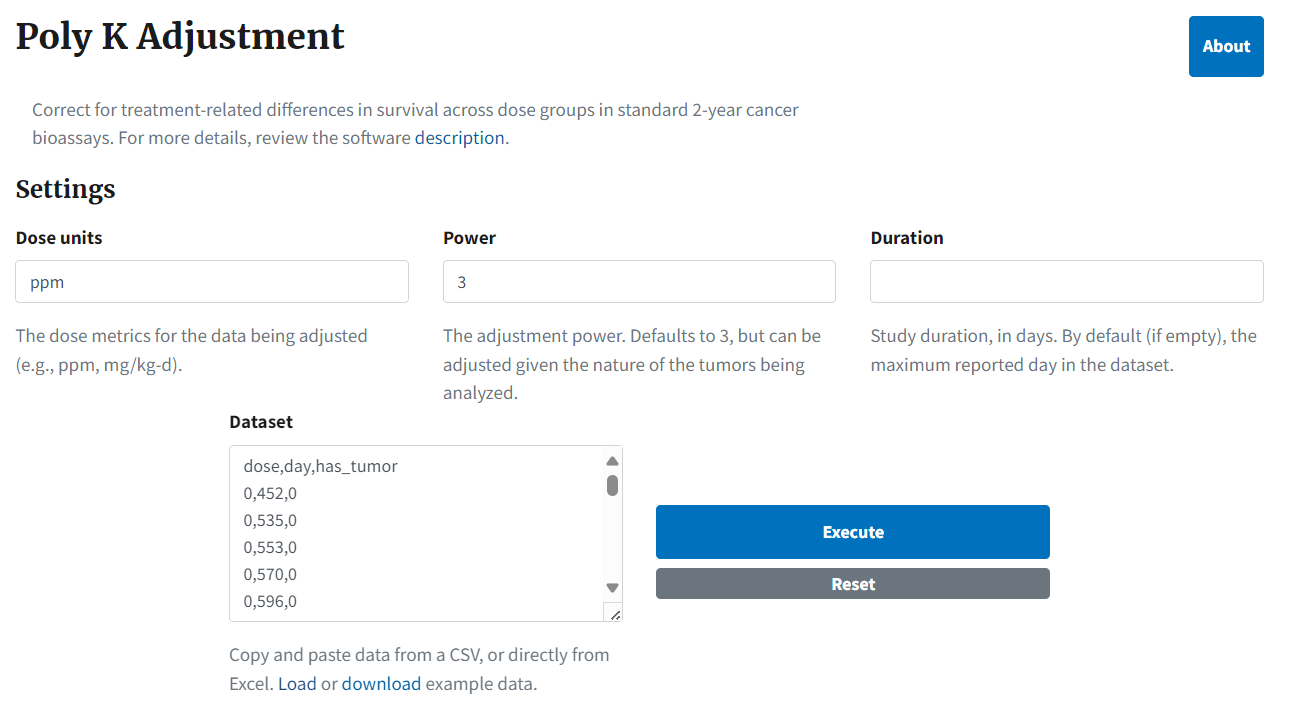 Poly K Adjustment
About
Correct for treatment-related differences in survival across dose groups in standard 2-year cancer
bioassays. For more details, review the software description.
Settings
Dose units
ppm
The dose metrics for the data being adjusted
(e.g., ppm, mg/kg-d).
Power
3
The adjustment power. Defaults to 3, but can be
adjusted given the nature of the tumors being
analyzed.
Duration
Study duration, in days. By default (if empty), the
maximum reported day in the dataset.
Dataset
dose,day,has_tumor
0,452,0
0,535,0
0,553,0
0,570,0
0,596,0
Copy and paste data from a CSV, or directly from
Excel. Load or download example data.
Execute
Reset